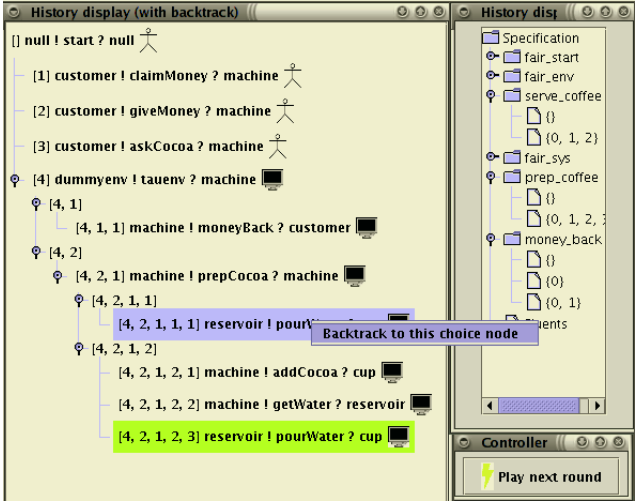 History display (with backtrack)
[] null ! start ? null
[1] customer ! claimMoney ? machine
[2] customer ! giveMoney ? machine
[3] customer ! askCocoa ? machine
[4] dummyenv ! tauenv ? machine
[4, 1]
[4, 1, 1] machine ! moneyBack ? customer
[4, 2]
[4, 2, 1] machine ! prepCocoa ? machine
[4, 2, 1, 1]
[4, 2, 1, 1, 1] reservoir !
Backtrack to this choice node
[4, 2, 1, 2]
[4, 2, 1, 2, 1] machine ! addCocoa ? cup
[4, 2, 1, 2, 2] machine ! getWater ? reservoir
[4, 2, 1, 2, 3] reservoir ! pourWater ? cup
History
Specification
fair_start
fair_env
serve_coffee
{}
{0, 1, 2}
fair_sys
prep_coffee
{}
{0, 1, 2,
money_back
{}
{0}
{0, 1}
Controller
Play next round